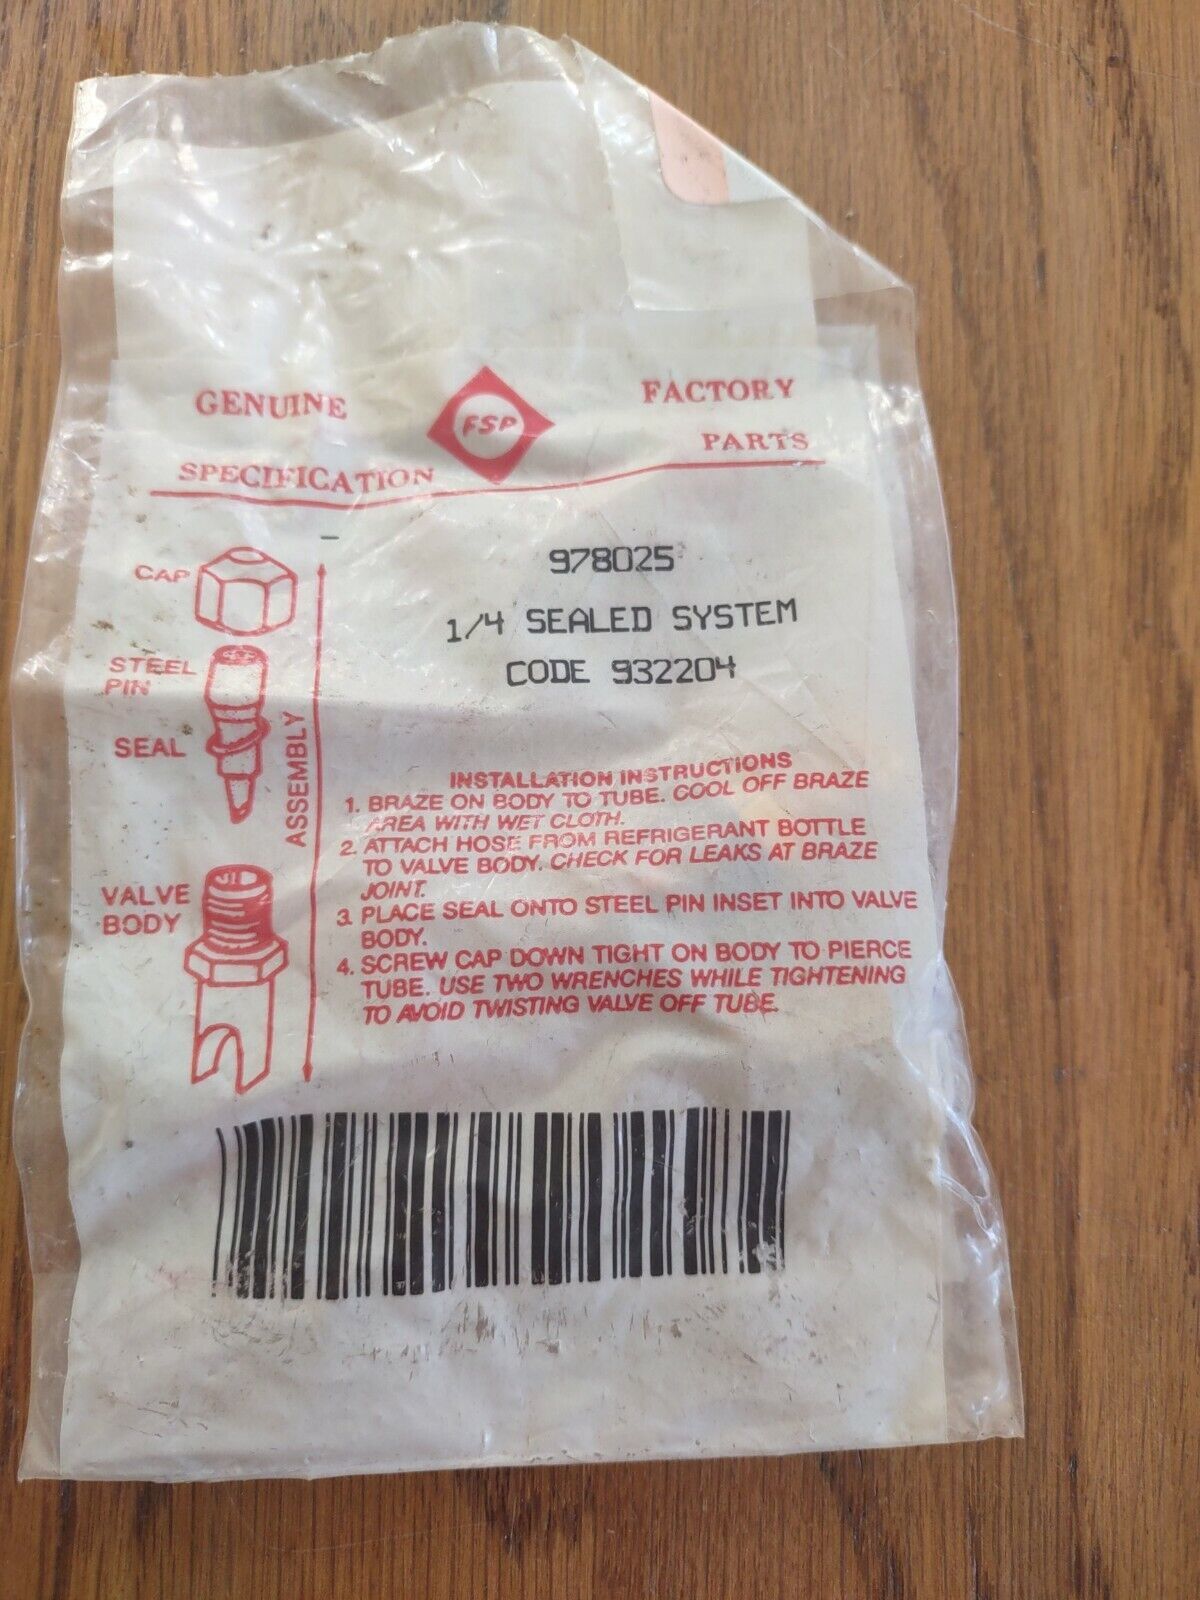 GENUINE FSP FACTORY
SPECIFICATION PARTS
978025
1/4 SEALED SYSTEM
CODE 932204
CAP
STEEL
PIN
SEAL
ASSEMBLY
VALVE
BODY
INSTALLATION INSTRUCTIONS
1. BRAZE ON BODY TO TUBE. COOL OFF BRAZE
AREA WITH WET CLOTH.
2. ATTACH HOSE FROM REFRIGERANT BOTTLE
TO VALVE BODY. CHECK FOR LEAKS AT BRAZE
JOINT.
3. PLACE SEAL ONTO STEEL PIN INSET INTO VALVE
BODY.
4. SCREW CAP DOWN TIGHT ON BODY TO PIERCE
TUBE. USE TWO WRENCHES WHILE TIGHTENING
TO AVOID TWISTING VALVE OFF TUBE.